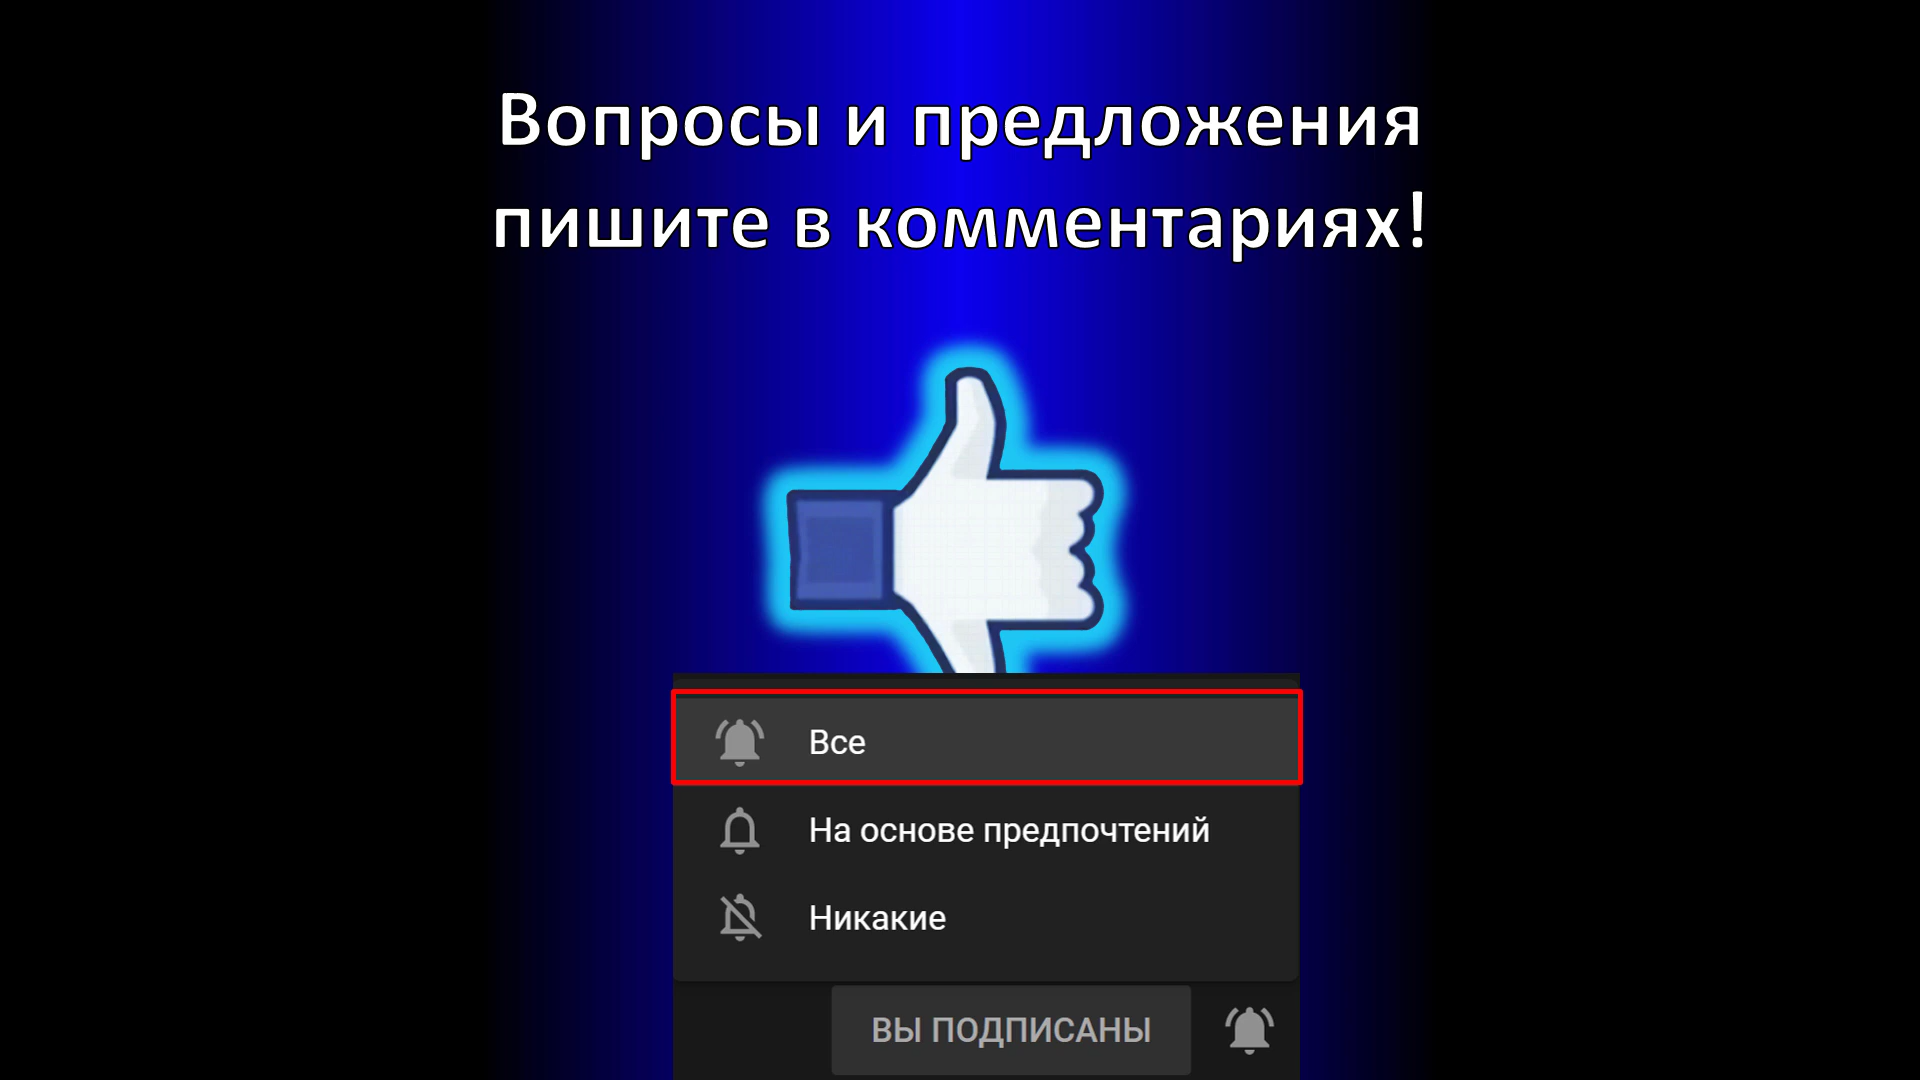 Вопросы и предложения
пишите в комментариях!
Все
На основе предпочтений
Никакие
ВЫ ПОДПИСАНЫ